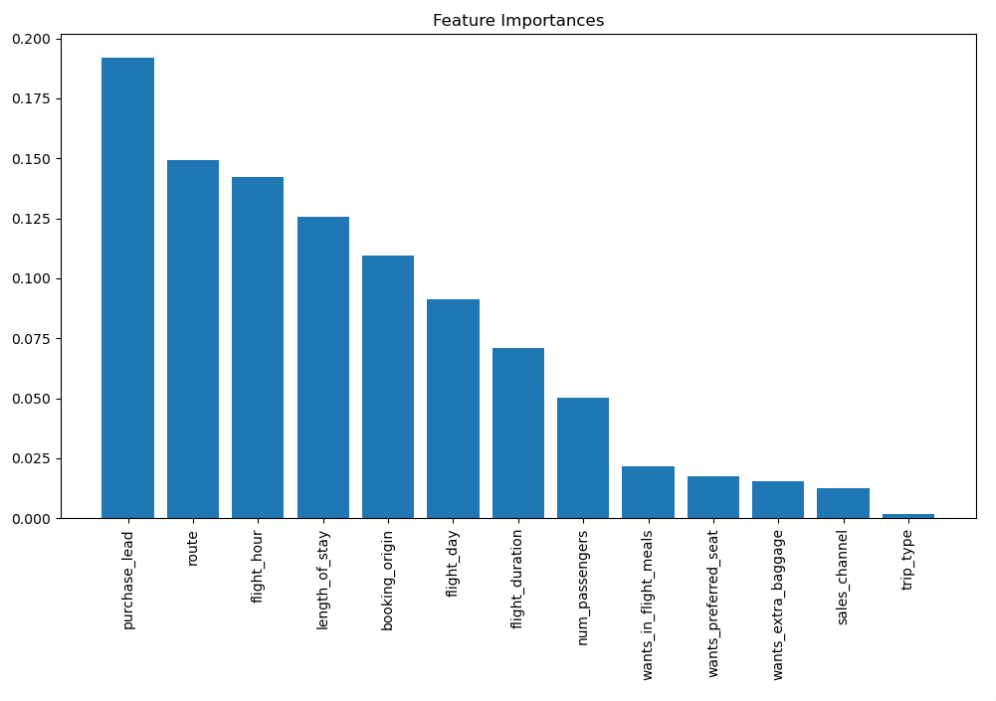 Feature Importances
0.200
0.175
0.150
0.125
0.100
0.075
0.050
0.025
0.000
purchase_lead
route
flight_hour
length_of_stay
booking_origin
flight_day
flight_duration
num_passengers
wants_in_flight_meals
wants_preferred_seat
wants_extra_baggage
sales_channel
trip_type